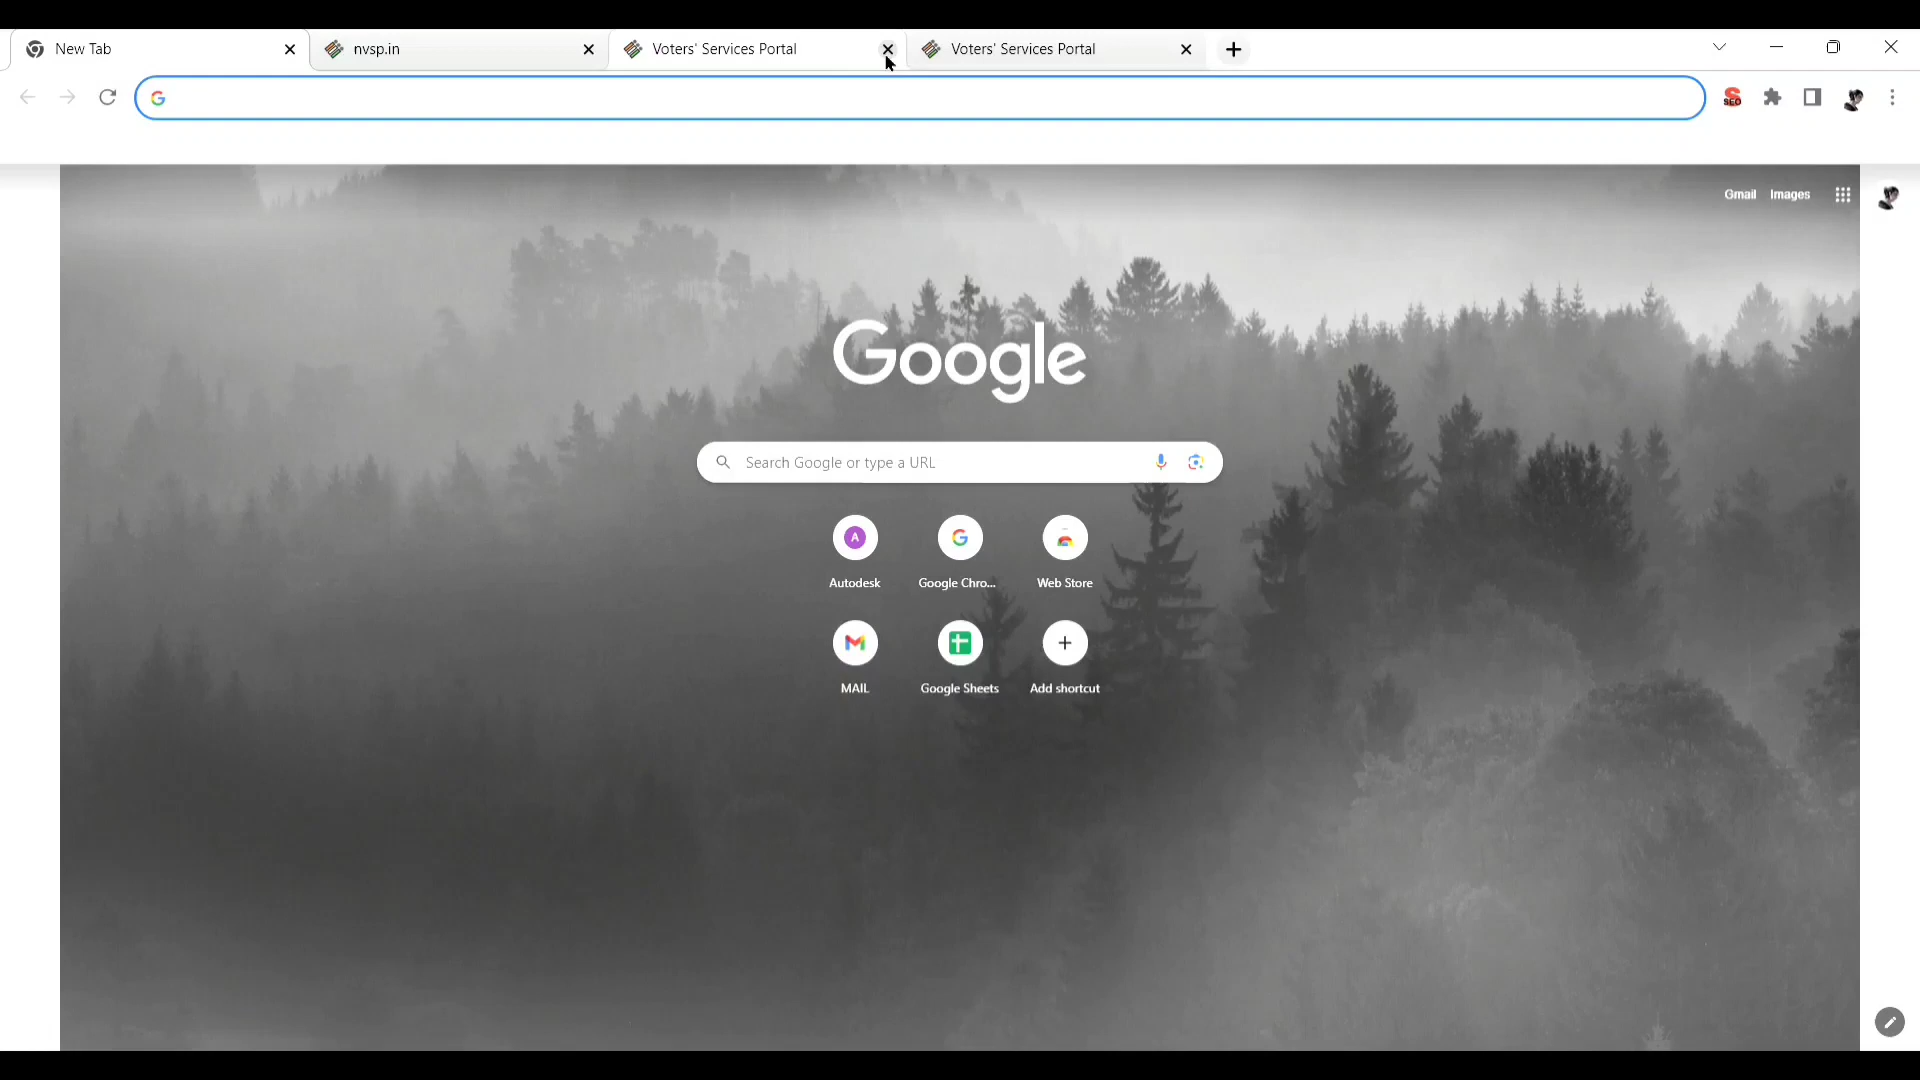 New Tab
nvsp.in
Voters' Services Portal
Voters' Services Portal
SEO
Gmail
Images
Google
Search Google or type a URL
A
Autodesk
Google Chro...
Web Store
MAIL
Google Sheets
Add shortcut